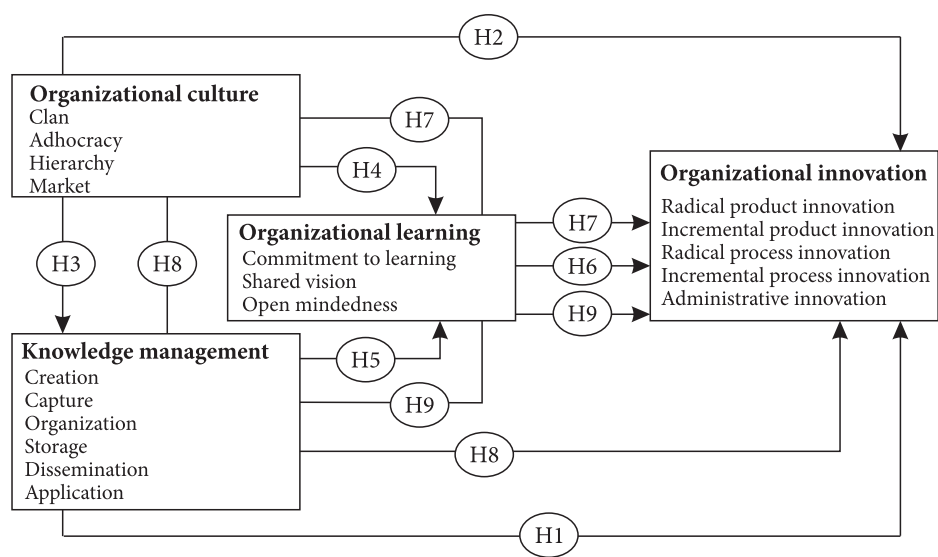 H2
Organizational culture
Clan
Adhocracy
Hierarchy
Market
H7
H4
Organizational innovation
Radical product innovation
Incremental product innovation
Radical process innovation
Incremental process innovation
Administrative innovation
Organizational learning
Commitment to learning
Shared vision
Open mindedness
H7
H6
H9
H3
H8
Knowledge management
Creation
Capture
Organization
Storage
Dissemination
Application
H5
H9
H8
H1